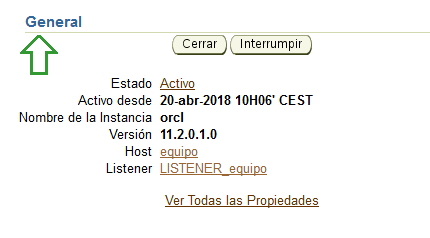 General
Cerrar Interrumpir
Estado Activo
Activo desde 20-abr-2018 10H06' CEST
Nombre de la Instancia orcl
Versión 11.2.0.1.0
Host equipo
Listener LISTENER_equipo
Ver Todas las Propiedades